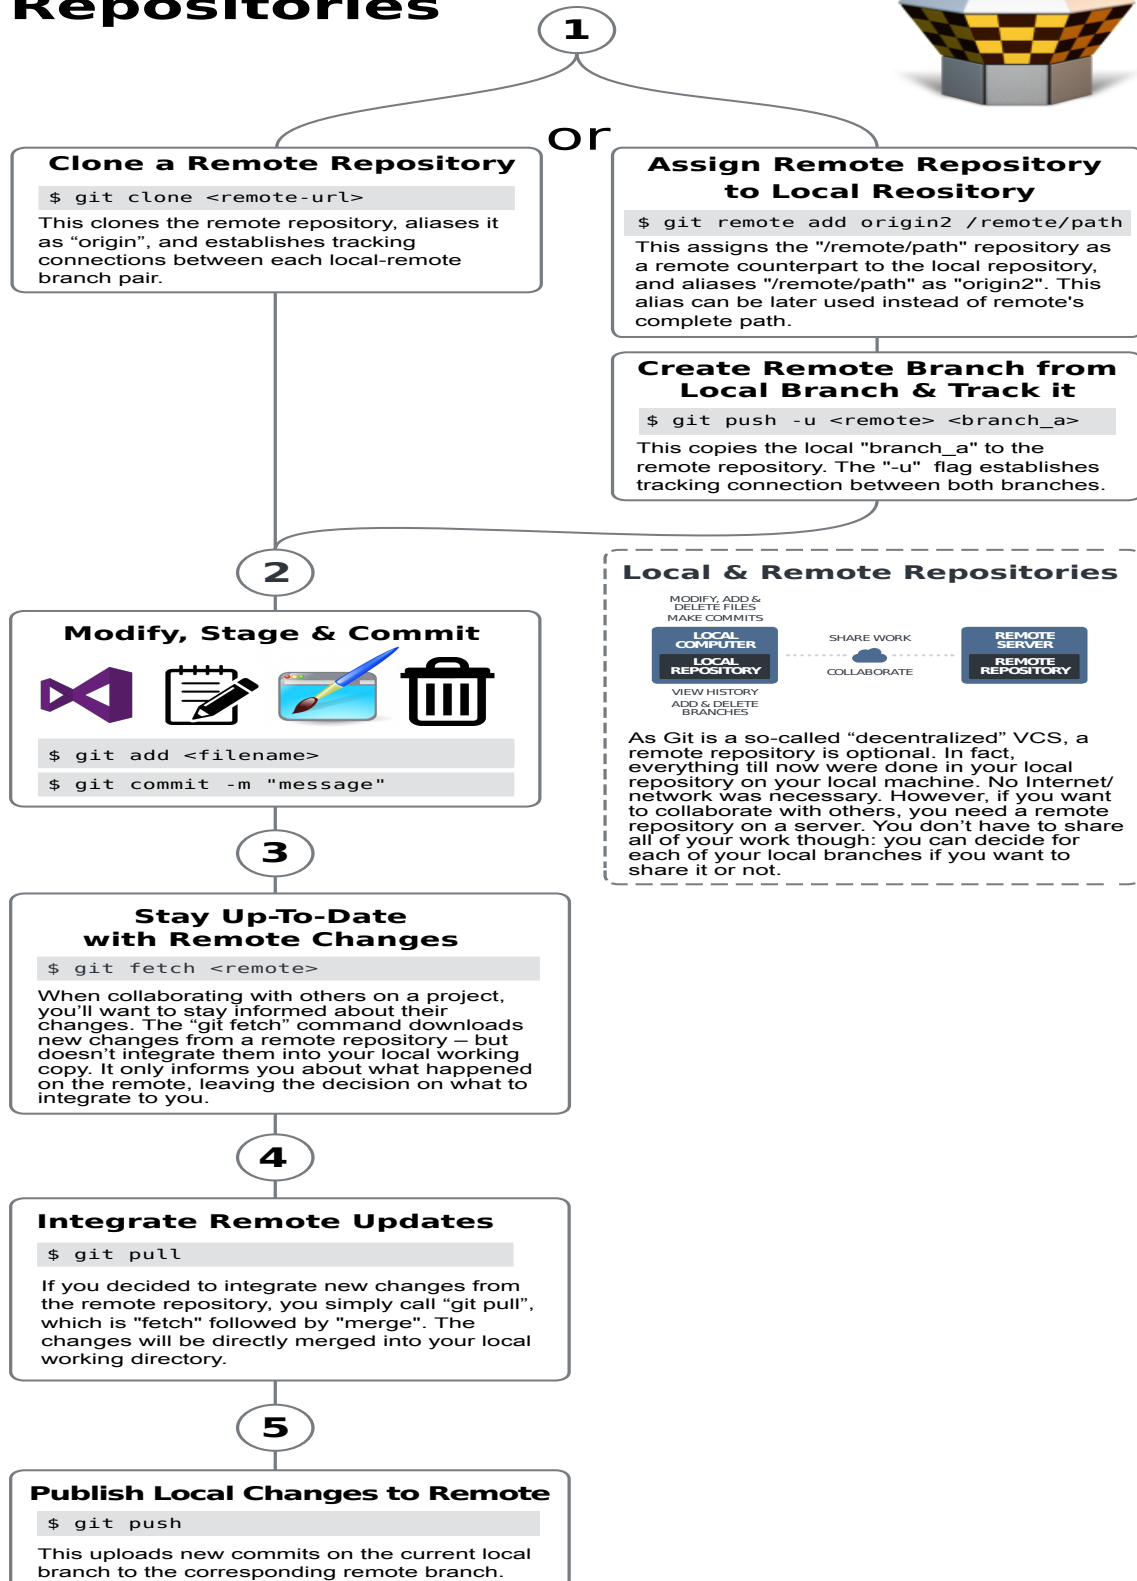 Repositories
1
or
Clone a Remote Repository
$ git clone <remote-url>
This clones the remote repository, aliases it
as “origin”, and establishes tracking
connections between each local-remote
branch pair.
Assign Remote Repository
to Local Reository
$ git remote add origin2 /remote/path
This assigns the "/remote/path" repository as
a remote counterpart to the local repository,
and aliases "/remote/path" as "origin2". This
alias can be later used instead of remote's
complete path.
Create Remote Branch from
Local Branch & Track it
$ git push -u <remote> <branch_a>
This copies the local "branch_a" to the
remote repository. The "-u" flag establishes
tracking connection between both branches.
2
Modify, Stage & Commit
$ git add <filename>
$ git commit -m "message"
Local & Remote Repositories
MODIFY, ADD &
DELETE FILES
MAKE COMMITS
LOCAL
COMPUTER
LOCAL
REPOSITORY
VIEW HISTORY
ADD & DELETE
BRANCHES
SHARE WORK
COLLABORATE
REMOTE
SERVER
REMOTE
REPOSITORY
As Git is a so-called “decentralized” VCS, a
remote repository is optional. In fact,
everything till now were done in your local
repository on your local machine. No Internet/
network was necessary. However, if you want
to collaborate with others, you need a remote
repository on a server. You don’t have to share
all of your work though: you can decide for
each of your local branches if you want to
share it or not.
3
Stay Up-To-Date
with Remote Changes
$ git fetch <remote>
When collaborating with others on a project,
you’ll want to stay informed about their
changes. The “git fetch” command downloads
new changes from a remote repository – but
doesn’t integrate them into your local working
copy. It only informs you about what happened
on the remote, leaving the decision on what to
integrate to you.
4
Integrate Remote Updates
$ git pull
If you decided to integrate new changes from
the remote repository, you simply call “git pull”,
which is "fetch" followed by "merge". The
changes will be directly merged into your local
working directory.
5
Publish Local Changes to Remote
$ git push
This uploads new commits on the current local
branch to the corresponding remote branch.